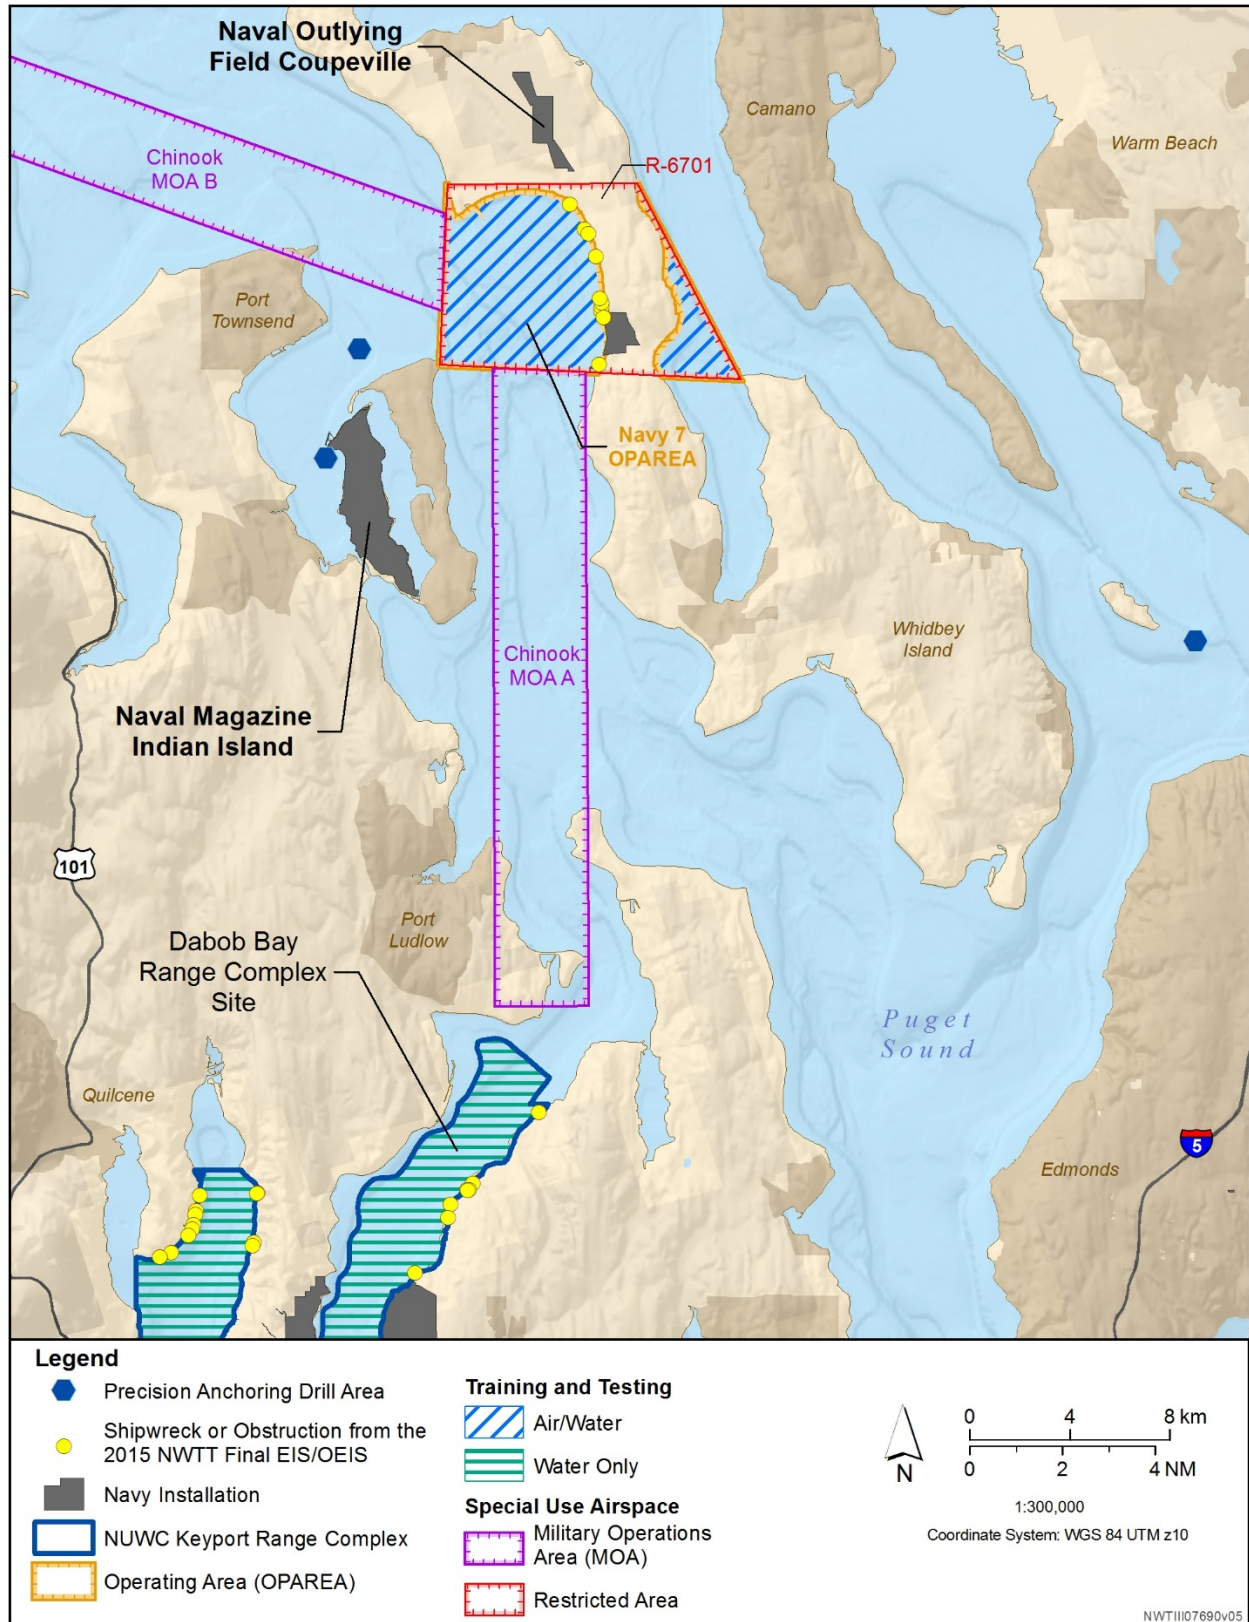 Naval Outlying
Field Coupeville
Camano
Warm Beach
Chinook
MOA B
R-6701
Port
Townsend
Navy 7
OPAREA
Chinook
MOA A
Whidbey
Island
Naval Magazine
Indian Island
101
Port
Ludlow
Dabob Bay
Range Complex
Site
Puget
Sound
Quilcene
Edmonds
5
Legend
Precision Anchoring Drill Area
Shipwreck or Obstruction from the
2015 NWTT Final EIS/OEIS
Navy Installation
NUWC Keyport Range Complex
Operating Area (OPAREA)
Training and Testing
Air/Water
Water Only
Special Use Airspace
Military Operations
Area (MOA)
Restricted Area
N
0 4 8 km
0 2 4 NM
1:300,000
Coordinate System: WGS 84 UTM z10
NWTIII07690v05